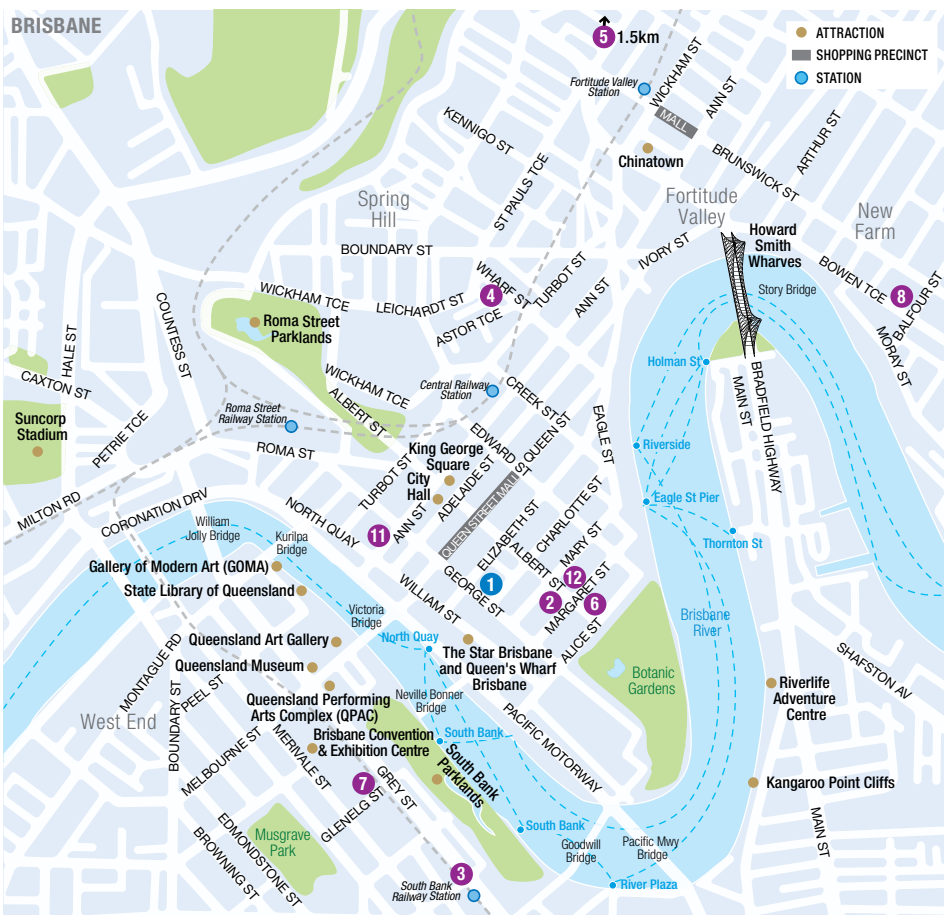 BRISBANE
5 1.5km
ATTRACTION
SHOPPING PRECINCT
STATION
Fortitude Valley
Station
WICKHAM ST
ANN ST
MALL
ARTHUR ST
KENNIGO ST
Chinatown
BRUNSWICK ST
ST PAULS TCE
Spring
Hill
Fortitude
Valley
New
Farm
BOUNDARY ST
IVORY ST
Howard
Smith
Wharves
Story Bridge
BOWEN TCE
8
BALFOUR ST
MORAY ST
WHARF ST
4
TURBOT ST
ANN ST
WICKHAM TCE
LEICHARDT ST
ASTOR TCE
COUNTESS ST
Roma Street
Parklands
HALE ST
CAXTON ST
Holman St
MAIN ST
BRADFIELD HIGHWAY
WICKHAM TCE
ALBERT ST
Central Railway
Station
CREEK ST
Suncorp
Stadium
PETRIE TCE
Roma Street
Railway Station
ROMA ST
EDWARD ST
QUEEN ST
EAGLE ST
Riverside
King George
Square
City
Hall
TURBOT ST
ADELAIDE ST
ANN ST
QUEEN STREET MALL
Eagle St Pier
MILTON RD
CORONATION DRV
NORTH QUAY
11
ELIZABETH ST
CHARLOTTE ST
William
Jolly Bridge
Kurilpa
Bridge
Thornton St
ALBERT ST
MARY ST
Gallery of Modern Art (GOMA)
GEORGE ST
1
12
MARGARET ST
State Library of Queensland
WILLIAM ST
2
6
Victoria
Bridge
ALICE ST
Brisbane
River
Queensland Art Gallery
North Quay
The Star Brisbane
and Queen's Wharf
Brisbane
SHAFSTON AV
MONTAGUE RD
Queensland Museum
Botanic
Gardens
PEEL ST
BOUNDARY ST
Neville Bonner
Bridge
Riverlife
Adventure
Centre
Queensland Performing
Arts Complex (QPAC)
West End
PACIFIC MOTORWAY
MELBOURNE ST
MERIVALE ST
Brisbane Convention
& Exhibition Centre
South Bank
South Bank
Parklands
7
GREY ST
Kangaroo Point Cliffs
GLENELG ST
Musgrave
Park
EDMONDSTONE ST
BROWNING ST
South Bank
Goodwill
Bridge
Pacific Mwy
Bridge
MAIN ST
3
South Bank
Railway Station
River Plaza